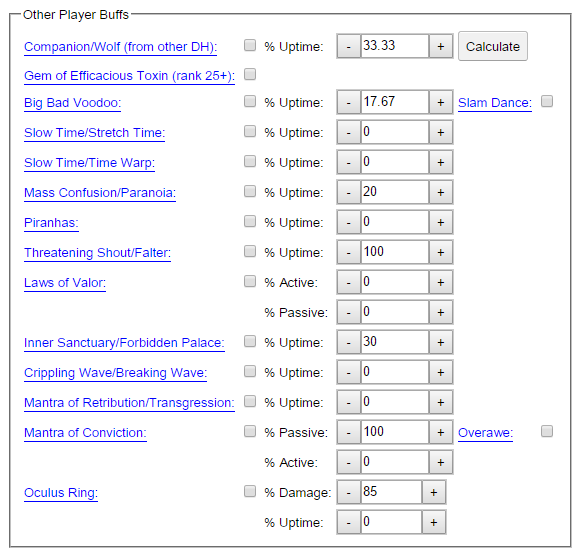 Other Player Buffs
Companion/Wolf (from other DH): % Uptime: - 33.33 + Calculate
Gem of Efficacious Toxin (rank 25+):
Big Bad Voodoo: % Uptime: - 17.67 + Slam Dance:
Slow Time/Stretch Time: % Uptime: - 0 +
Slow Time/Time Warp: % Uptime: - 0 +
Mass Confusion/Paranoia: % Uptime: - 20 +
Piranhas: % Uptime: - 0 +
Threatening Shout/Falter: % Uptime: - 100 +
Laws of Valor: % Active: - 0 +
% Passive: - 0 +
Inner Sanctuary/Forbidden Palace: % Uptime: - 30 +
Crippling Wave/Breaking Wave: % Uptime: - 0 +
Mantra of Retribution/Transgression: % Uptime: - 0 +
Mantra of Conviction: % Passive: - 100 + Overawe:
% Active: - 0 +
Oculus Ring: % Damage: - 85 +
% Uptime: - 0 +